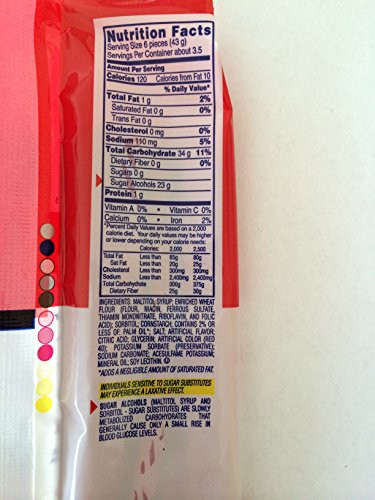 Nutrition Facts
Serving Size 6 pieces (43 g)
Servings Per Container about 3.5
Amount Per Serving
Calories 120 Calories from Fat 10
% Daily Value*
Total Fat 1 g 2%
Saturated Fat 0 g 0%
Trans Fat 0 g
Cholesterol 0 mg 0%
Sodium 110 mg 5%
Total Carbohydrate 34 g 11%
Dietary Fiber 0 g 0%
Sugars 0 g
Sugar Alcohols 23 g
Protein 1 g
Vitamin A 0% • Vitamin C 0%
Calcium 0% • Iron 2%
*Percent Daily Values are based on a 2,000
calorie diet. Your daily values may be higher
or lower depending on your calorie needs:
Calories: 2,000 2,500
Total Fat Less than 65g 80g
Sat Fat Less than 20g 25g
Cholesterol Less than 300mg 300mg
Sodium Less than 2,400mg 2,400mg
Total Carbohydrate 300g 375g
Dietary Fiber 25g 30g
INGREDIENTS: MALTITOL SYRUP; ENRICHED WHEAT
FLOUR (FLOUR, NIACIN, FERROUS SULFATE,
THIAMIN MONONITRATE, RIBOFLAVIN, AND FOLIC
ACID); SORBITOL; CORNSTARCH; CONTAINS 2% OR
LESS OF: PALM OIL*; SALT; ARTIFICIAL FLAVOR;
CITRIC ACID; GLYCERIN; ARTIFICIAL COLOR (RED
40); POTASSIUM SORBATE (PRESERVATIVE);
SODIUM CARBONATE; ACESULFAME POTASSIUM;
MINERAL OIL; SOY LECITHIN.
*ADDS A NEGLIGIBLE AMOUNT OF SATURATED FAT.
INDIVIDUALS SENSITIVE TO SUGAR SUBSTITUTES
MAY EXPERIENCE A LAXATIVE EFFECT.
SUGAR ALCOHOLS (MALTITOL SYRUP AND
SORBITOL - SUGAR SUBSTITUTES) ARE SLOWLY
METABOLIZED CARBOHYDRATES THAT
GENERALLY CAUSE ONLY A SMALL RISE IN
BLOOD GLUCOSE LEVELS.